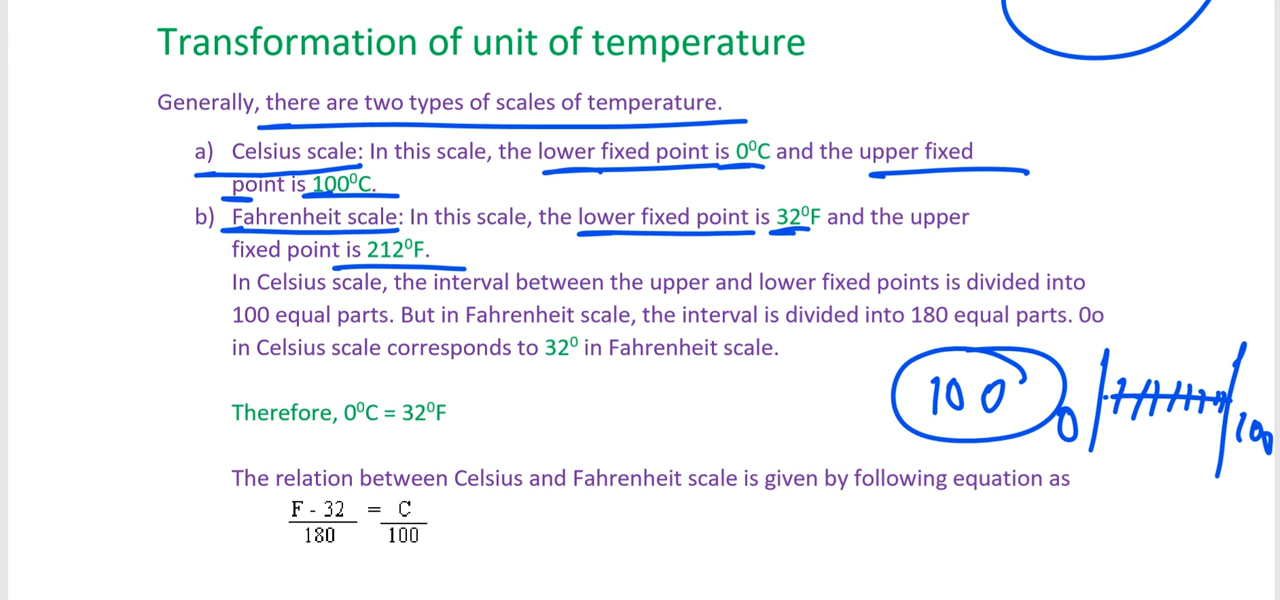 Transformation of unit of temperature
Generally, there are two types of scales of temperature.
a) Celsius scale: In this scale, the lower fixed point is 0⁰C and the upper fixed
point is 100⁰C.
b) Fahrenheit scale: In this scale, the lower fixed point is 32⁰F and the upper
fixed point is 212⁰F.
In Celsius scale, the interval between the upper and lower fixed points is divided into
100 equal parts. But in Fahrenheit scale, the interval is divided into 180 equal parts. 0o
in Celsius scale corresponds to 32⁰ in Fahrenheit scale.
100
0
100
Therefore, 0⁰C = 32⁰F
The relation between Celsius and Fahrenheit scale is given by following equation as
F - 32 = C
180 100